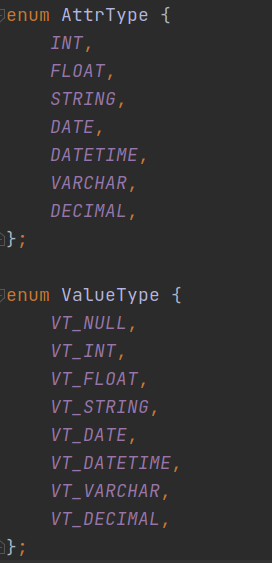 enum AttrType {
    INT,
    FLOAT,
    STRING,
    DATE,
    DATETIME,
    VARCHAR,
    DECIMAL,
};

enum ValueType {
    VT_NULL,
    VT_INT,
    VT_FLOAT,
    VT_STRING,
    VT_DATE,
    VT_DATETIME,
    VT_VARCHAR,
    VT_DECIMAL,
};